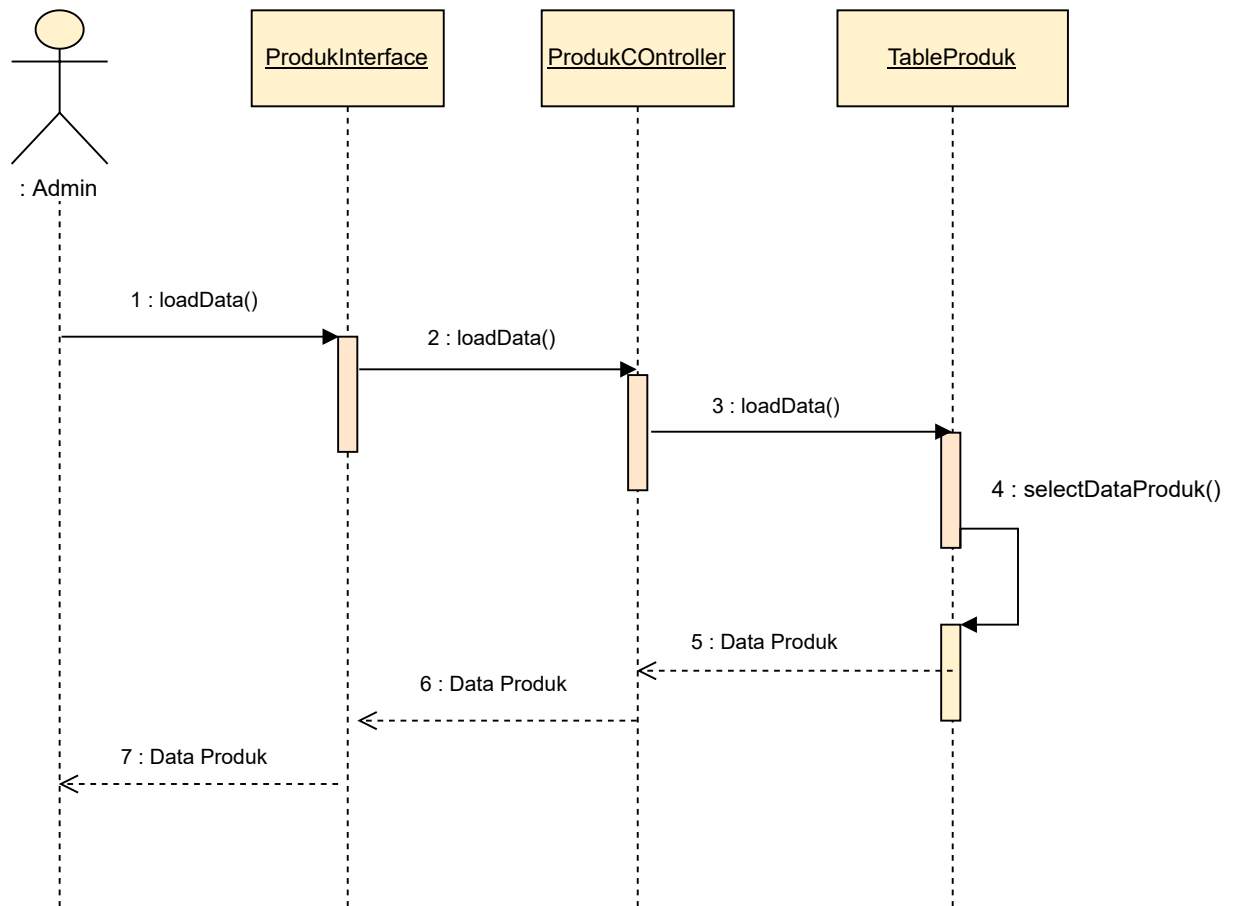 ProdukInterface
ProdukCOntroller
TableProduk
: Admin
1 : loadData()
2 : loadData()
3 : loadData()
4 : selectDataProduk()
5 : Data Produk
6 : Data Produk
7 : Data Produk